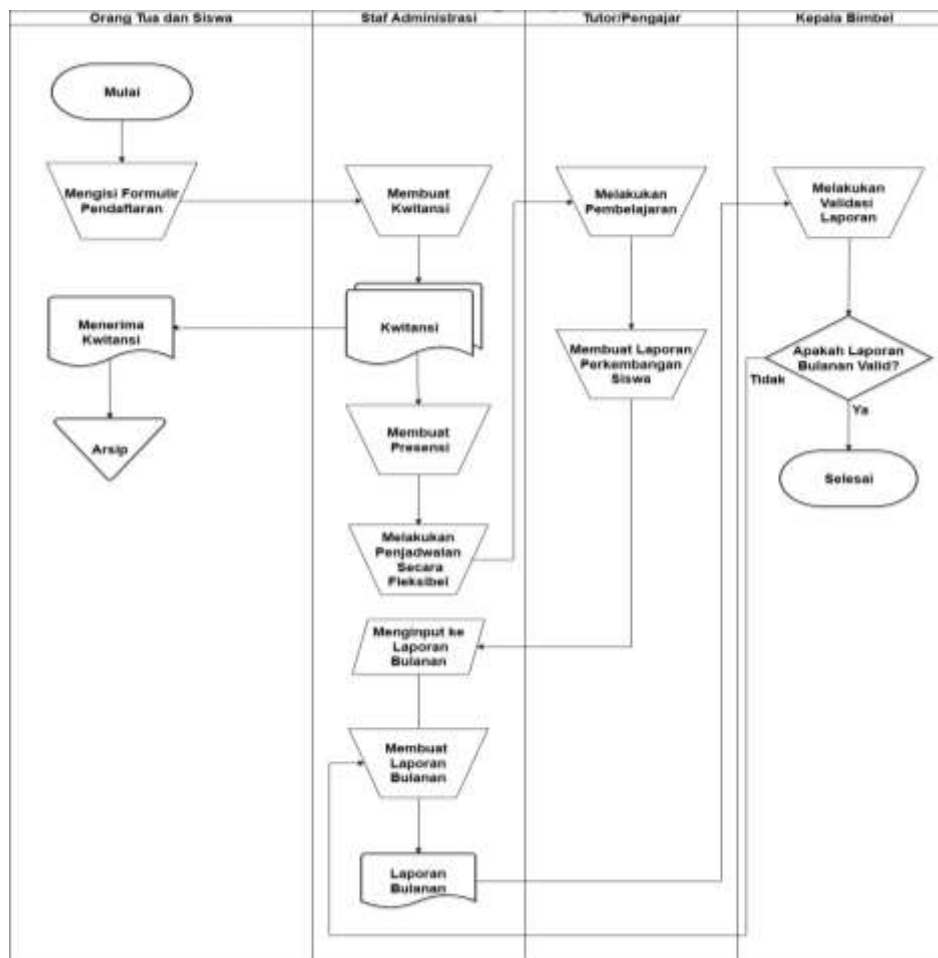 Orang Tua dan Siswa
Staf Administrasi
Tutor/Pengajar
Kepala Bimbel
Mulai
Mengisi Formulir
Pendaftaran
Membuat
Kwitansi
Melakukan
Pembelajaran
Melakukan
Validasi
Laporan
Menerima
Kwitansi
Kwitansi
Membuat Laporan
Perkembangan
Siswa
Apakah Laporan
Bulanan Valid?
Tidak
Ya
Arsip
Membuat
Presensi
Selesai
Melakukan
Penjadwalan
Secara
Fleksibel
Menginput ke
Laporan
Bulanan
Membuat
Laporan
Bulanan
Laporan
Bulanan